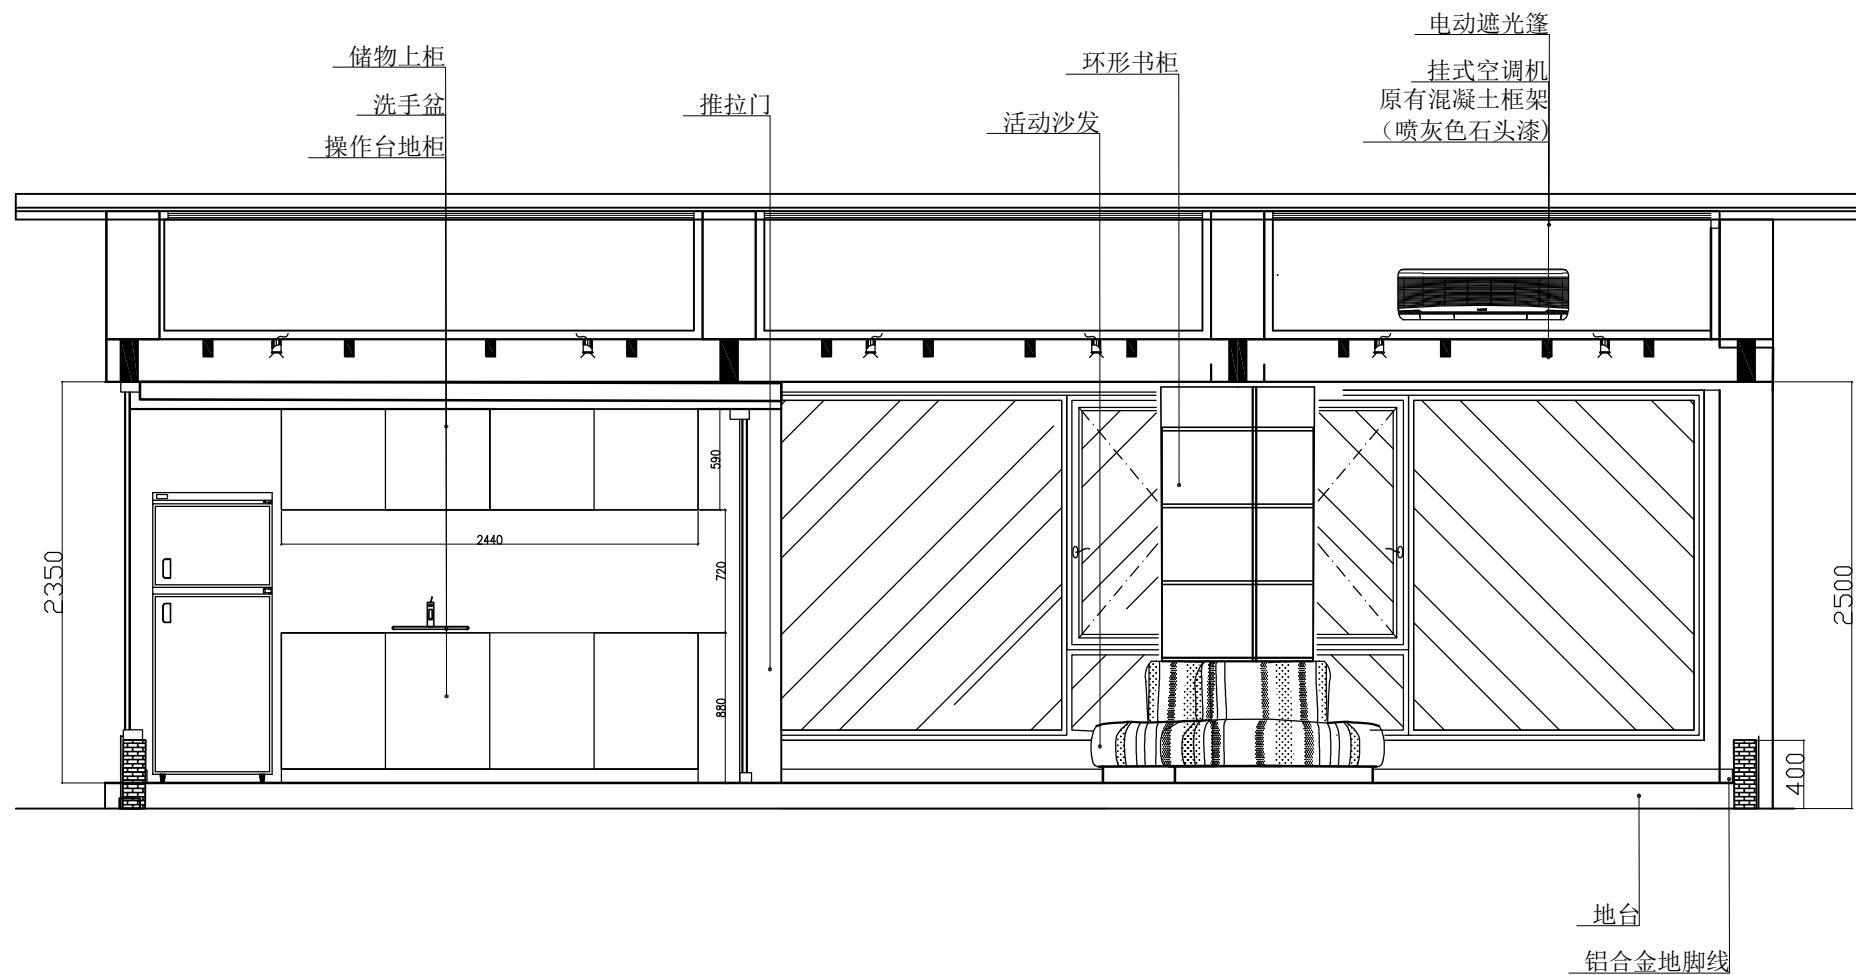 电动遮光篷
储物上柜
环形书柜
挂式空调机
洗手盆
推拉门
原有混凝土框架
活动沙发
（喷灰色石头漆）
操作台地柜
590
2440
720
2350
2500
880
400
地台
铝合金地脚线